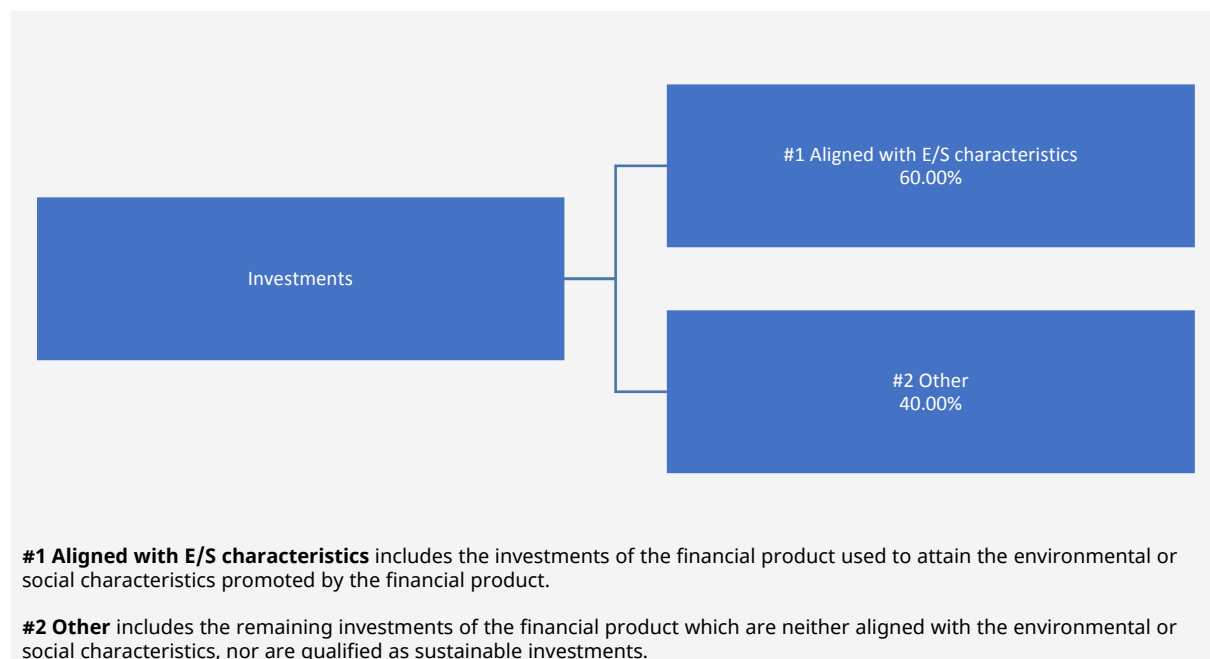 #1 Aligned with E/S characteristics
60.00%
Investments
#2 Other
40.00%
#1 Aligned with E/S characteristics includes the investments of the financial product used to attain the environmental or
social characteristics promoted by the financial product.
#2 Other includes the remaining investments of the financial product which are neither aligned with the environmental or
social characteristics, nor are qualified as sustainable investments.